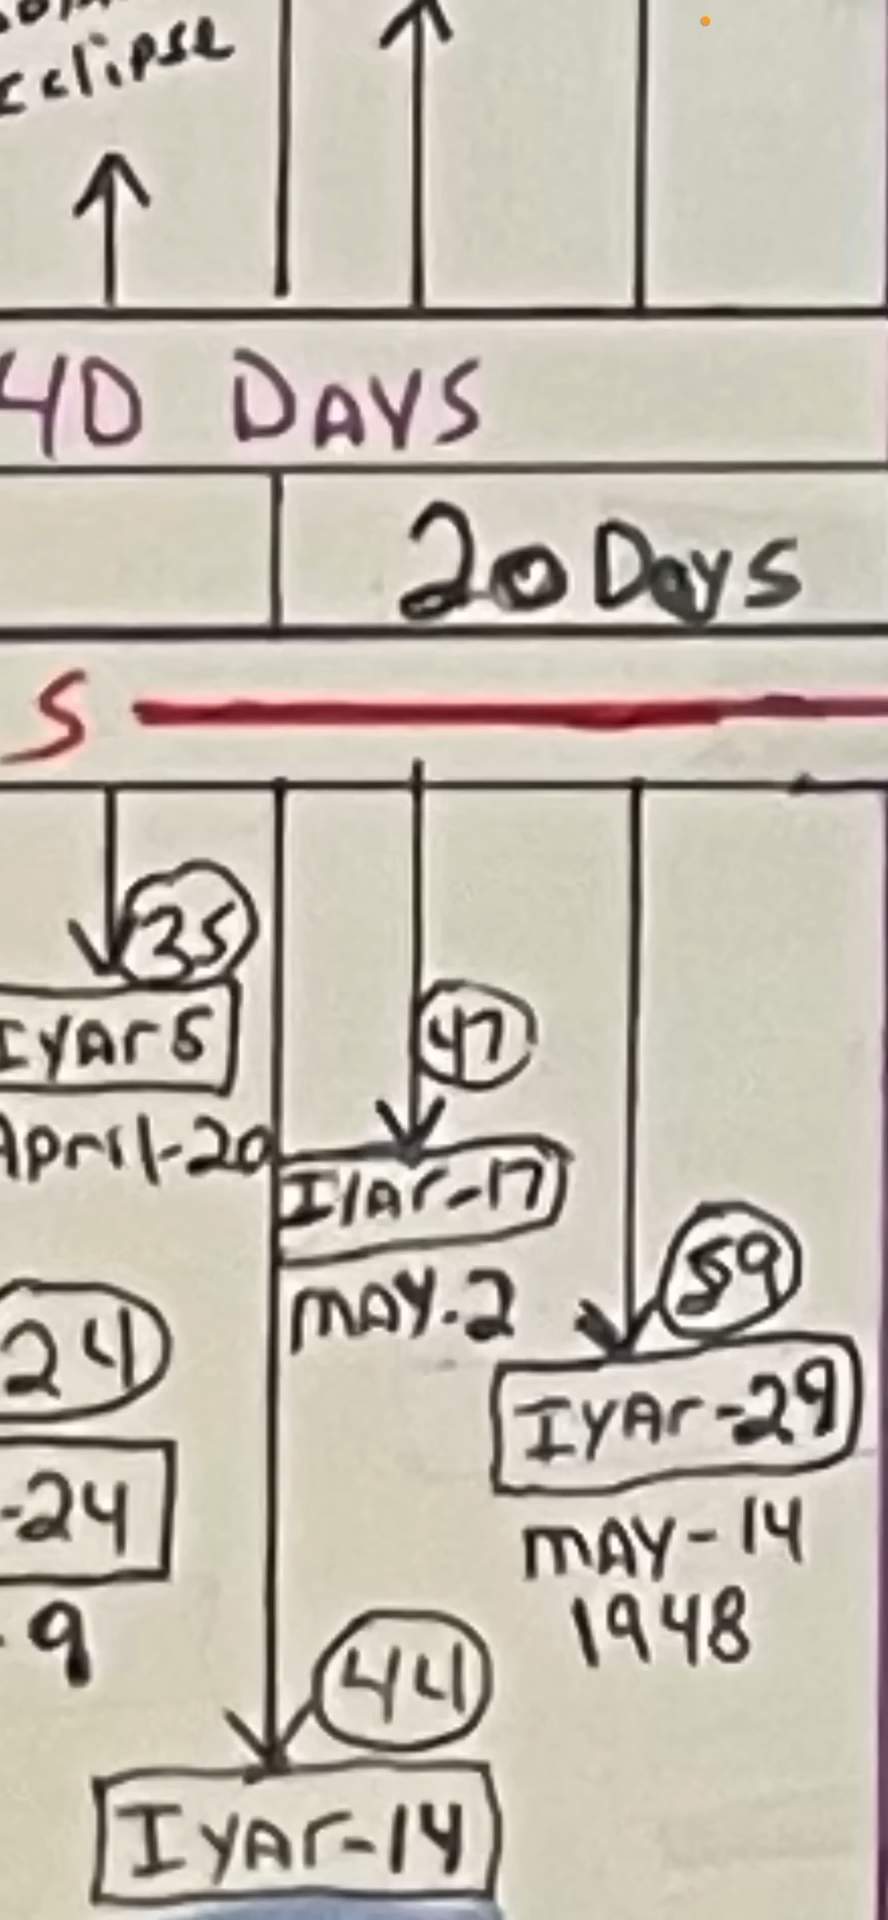 Eclipse
40 DAYS
20 Days
S
35
IYAr 5
April-20
47
IYAr-17
MAY.2
59
IYAr-29
MAY-14
1948
24
-24
9
44
IYAr-14